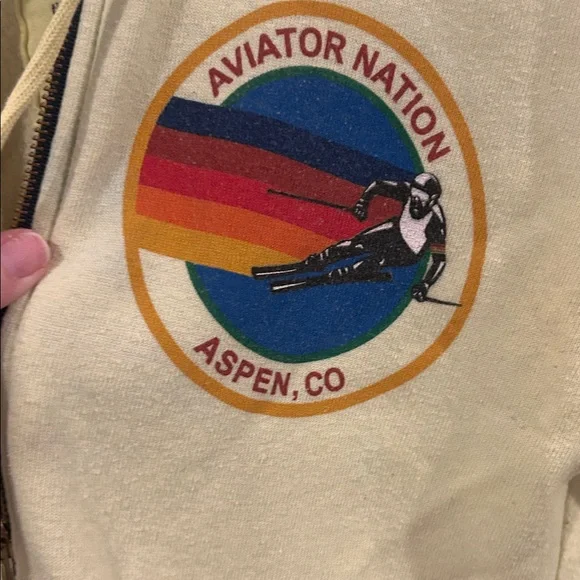 AVIATOR NATION
ASPEN, CO